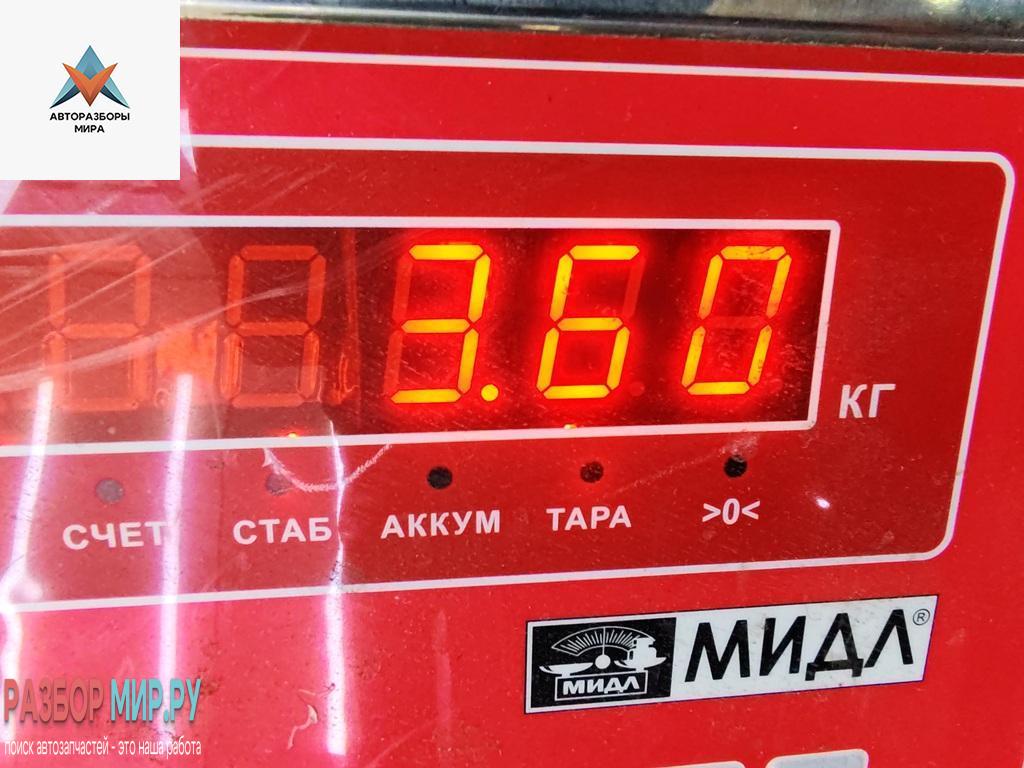 АВТОРАЗБОРЫ
МИРА
3.60
КГ
СЧЕТ СТАБ АККУМ ТАРА >0<
МИДЛ МИДЛ®
РАЗБОР МИР.РУ
поиск автозапчастей - это наша работа